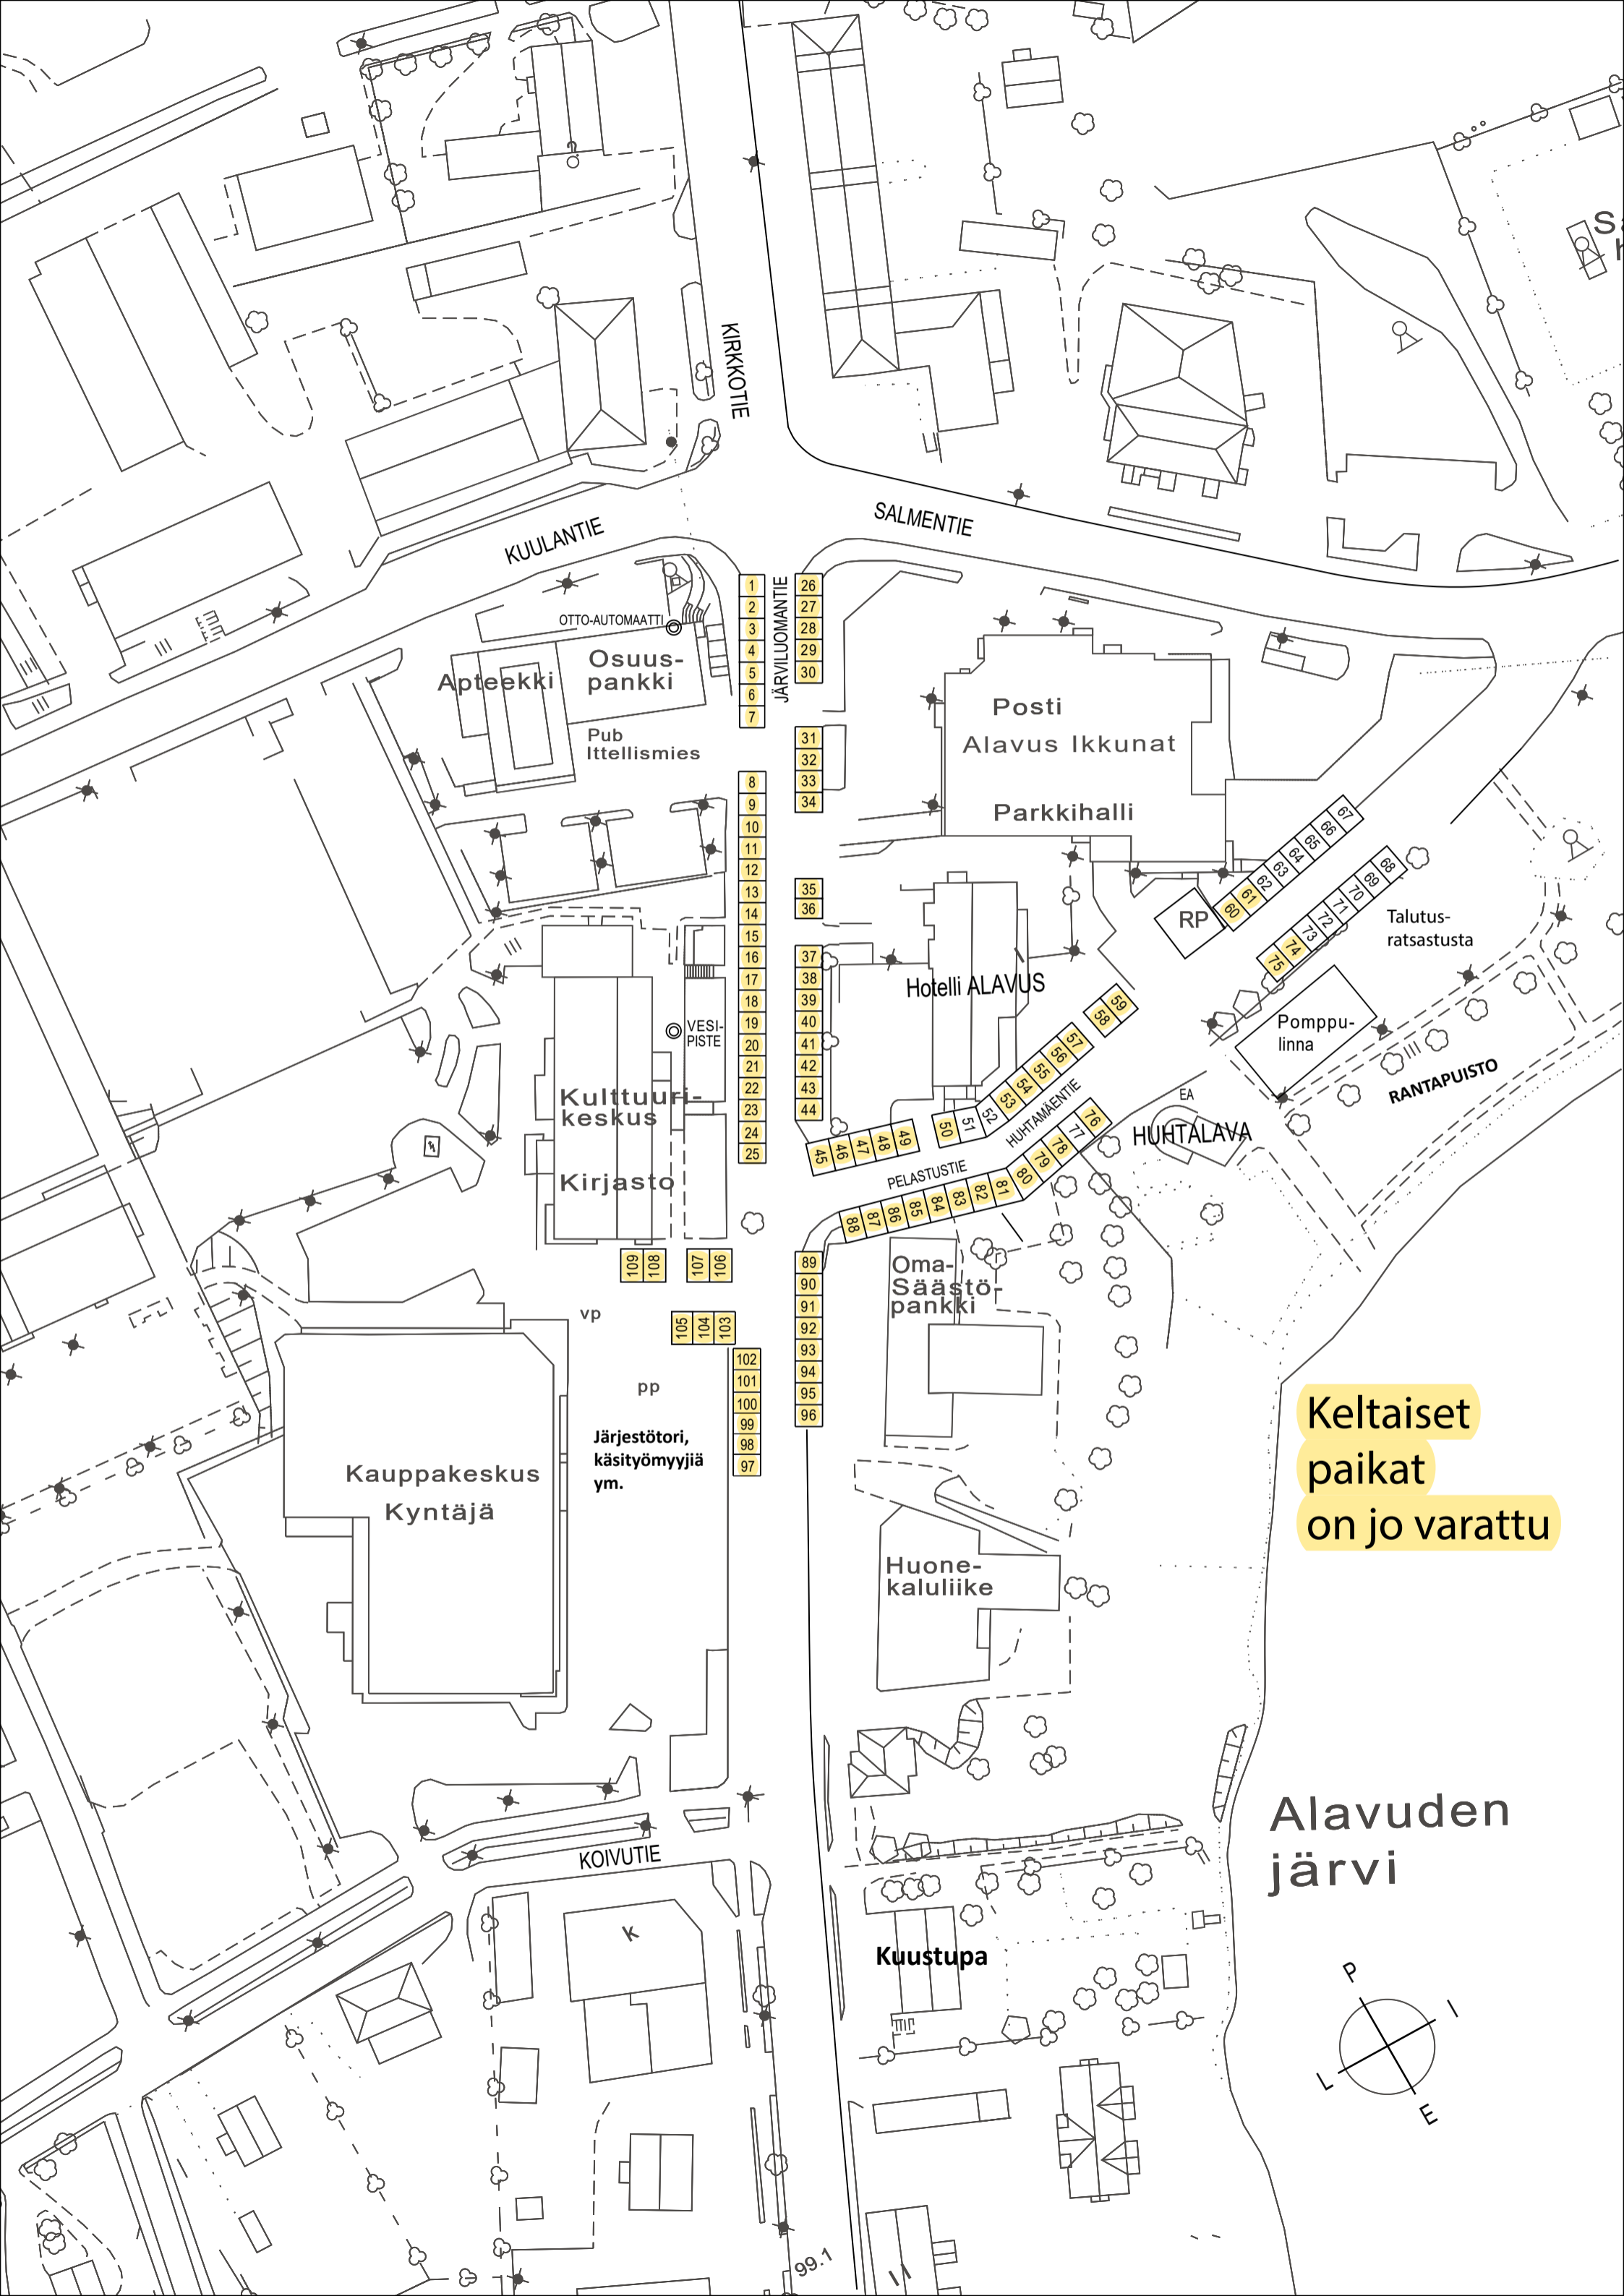 Sa
h
KIRKKOTIE
KUULANTIE
SALMENTIE
JÄRVILUOMANTIE
OTTO-AUTOMAATTI
Osuus-
pankki
Apteekki
Pub
Ittellismies
1
2
3
4
5
6
7
26
27
28
29
30
31
32
33
34
Posti
Alavus Ikkunat
Parkkihalli
8
9
10
11
12
13
14
15
16
17
18
19
20
21
22
23
24
25
35
36
37
38
39
40
41
42
43
44
Hotelli ALAVUS
RP
60
61
62
63
64
65
66
67
68
69
70
71
72
73
74
75
Talutus-
ratsastusta
Pomppu-
linna
RANTAPUISTO
EA
HUHTALAVA
VESI-
PISTE
Kulttuuri-
keskus
Kirjasto
45
46
47
48
49
50
51
52
53
54
55
56
57
58
59
HUHTAMÄENTIE
PELASTUSTIE
76
77
78
79
80
81
82
83
84
85
86
87
88
109
108
107
106
105
104
103
102
101
100
99
98
97
89
90
91
92
93
94
95
96
vp
pp
Oma-
Säästö-
pankki
Järjestötori,
käsityömyyjiä
ym.
Kauppakeskus
Kyntäjä
Keltaiset
paikat
on jo varattu
Huone-
kaluliike
Alavuden
järvi
KOIVUTIE
K
Kuustupa
P
I
L
E
99.1